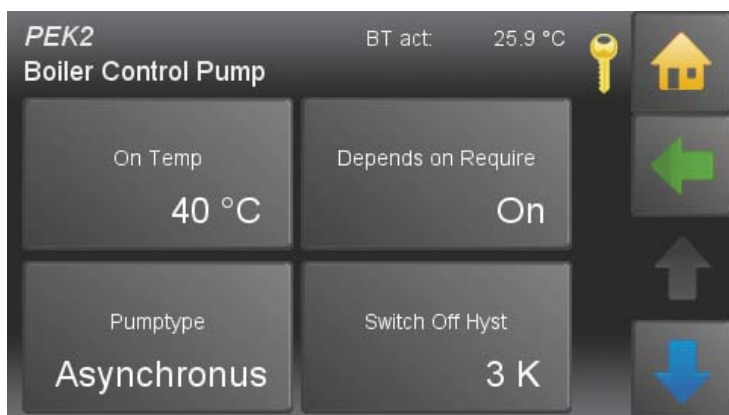 PEK2 BT act: 25.9 °C
Boiler Control Pump
On Temp
40 °C
Depends on Require
On
Pumptype
Asynchronus
Switch Off Hyst
3 K